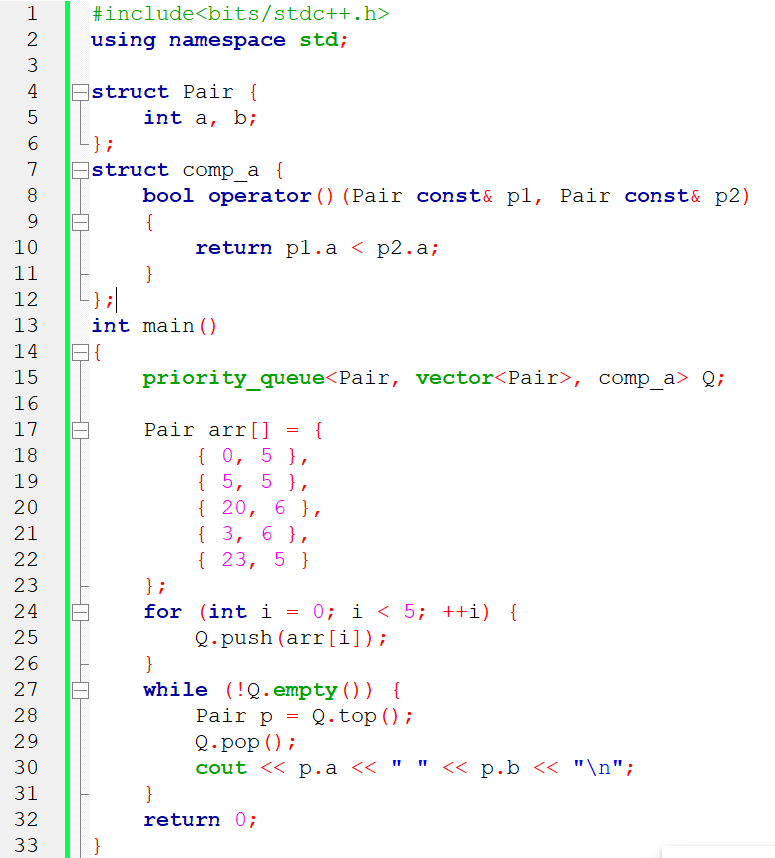 1 #include<bits/stdc++.h>
2 using namespace std;
3
4 struct Pair {
5     int a, b;
6 };
7 struct comp_a {
8     bool operator()(Pair const& p1, Pair const& p2)
9     {
10         return p1.a < p2.a;
11     }
12 };
13 int main()
14 {
15     priority_queue<Pair, vector<Pair>, comp_a> Q;
16
17     Pair arr[] = {
18         { 0, 5 },
19         { 5, 5 },
20         { 20, 6 },
21         { 3, 6 },
22         { 23, 5 }
23     };
24     for (int i = 0; i < 5; ++i) {
25         Q.push(arr[i]);
26     }
27     while (!Q.empty()) {
28         Pair p = Q.top();
29         Q.pop();
30         cout << p.a << " " << p.b << "\n";
31     }
32     return 0;
33 }